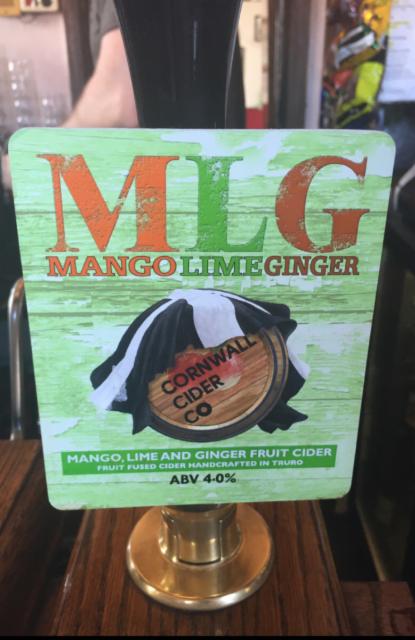 MLG
MANGO LIME GINGER
CORNWALL
CIDER
CO
MANGO, LIME AND GINGER FRUIT CIDER
FRUIT FUSED CIDER HANDCRAFTED IN TRURO
ABV 4·0%